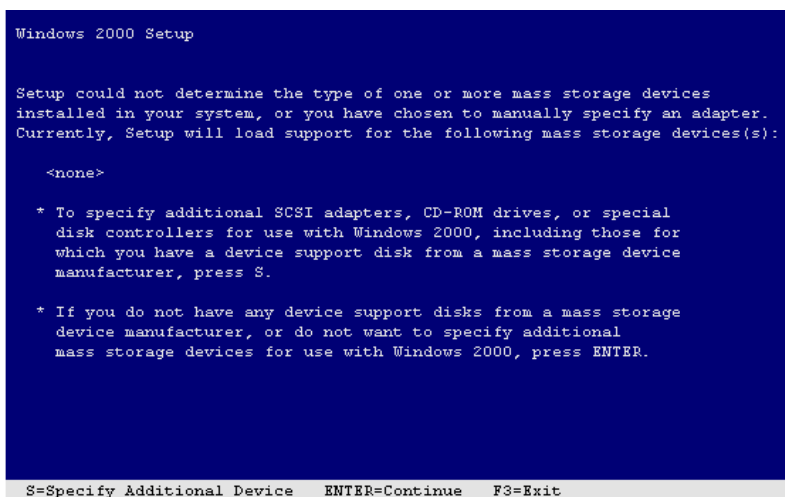 Windows 2000 Setup
Setup could not determine the type of one or more mass storage devices
installed in your system, or you have chosen to manually specify an adapter.
Currently, Setup will load support for the following mass storage devices(s):
<none>
* To specify additional SCSI adapters, CD-ROM drives, or special
disk controllers for use with Windows 2000, including those for
which you have a device support disk from a mass storage device
manufacturer, press S.
* If you do not have any device support disks from a mass storage
device manufacturer, or do not want to specify additional
mass storage devices for use with Windows 2000, press ENTER.
S=Specify Additional Device ENTER=Continue F3=Exit